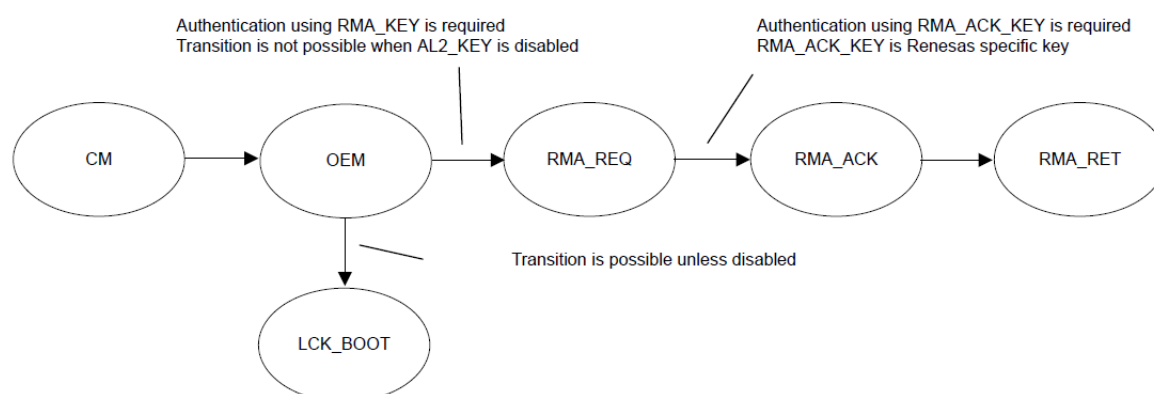 Authentication using RMA_KEY is required
Transition is not possible when AL2_KEY is disabled
Authentication using RMA_ACK_KEY is required
RMA_ACK_KEY is Renesas specific key
CM
OEM
RMA_REQ
RMA_ACK
RMA_RET
Transition is possible unless disabled
LCK_BOOT